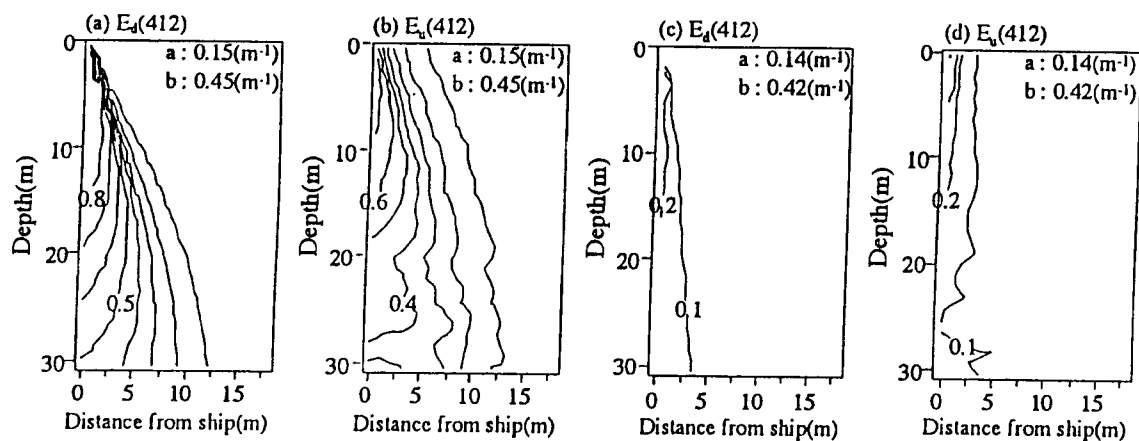 (a) E_d(412)
a : 0.15(m⁻¹)
b : 0.45(m⁻¹)
0
10
20
30
Depth(m)
0.8
0.5
0 5 10 15
Distance from ship(m)
(b) E_u(412)
a : 0.15(m⁻¹)
b : 0.45(m⁻¹)
0
10
20
30
Depth(m)
0.6
0.4
0 5 10 15
Distance from ship(m)
(c) E_d(412)
a : 0.14(m⁻¹)
b : 0.42(m⁻¹)
0
10
20
30
Depth(m)
0.2
0.1
0 5 10 15
Distance from ship(m)
(d) E_u(412)
a : 0.14(m⁻¹)
b : 0.42(m⁻¹)
0
10
20
30
Depth(m)
0.2
0.1
0 5 10 15
Distance from ship(m)